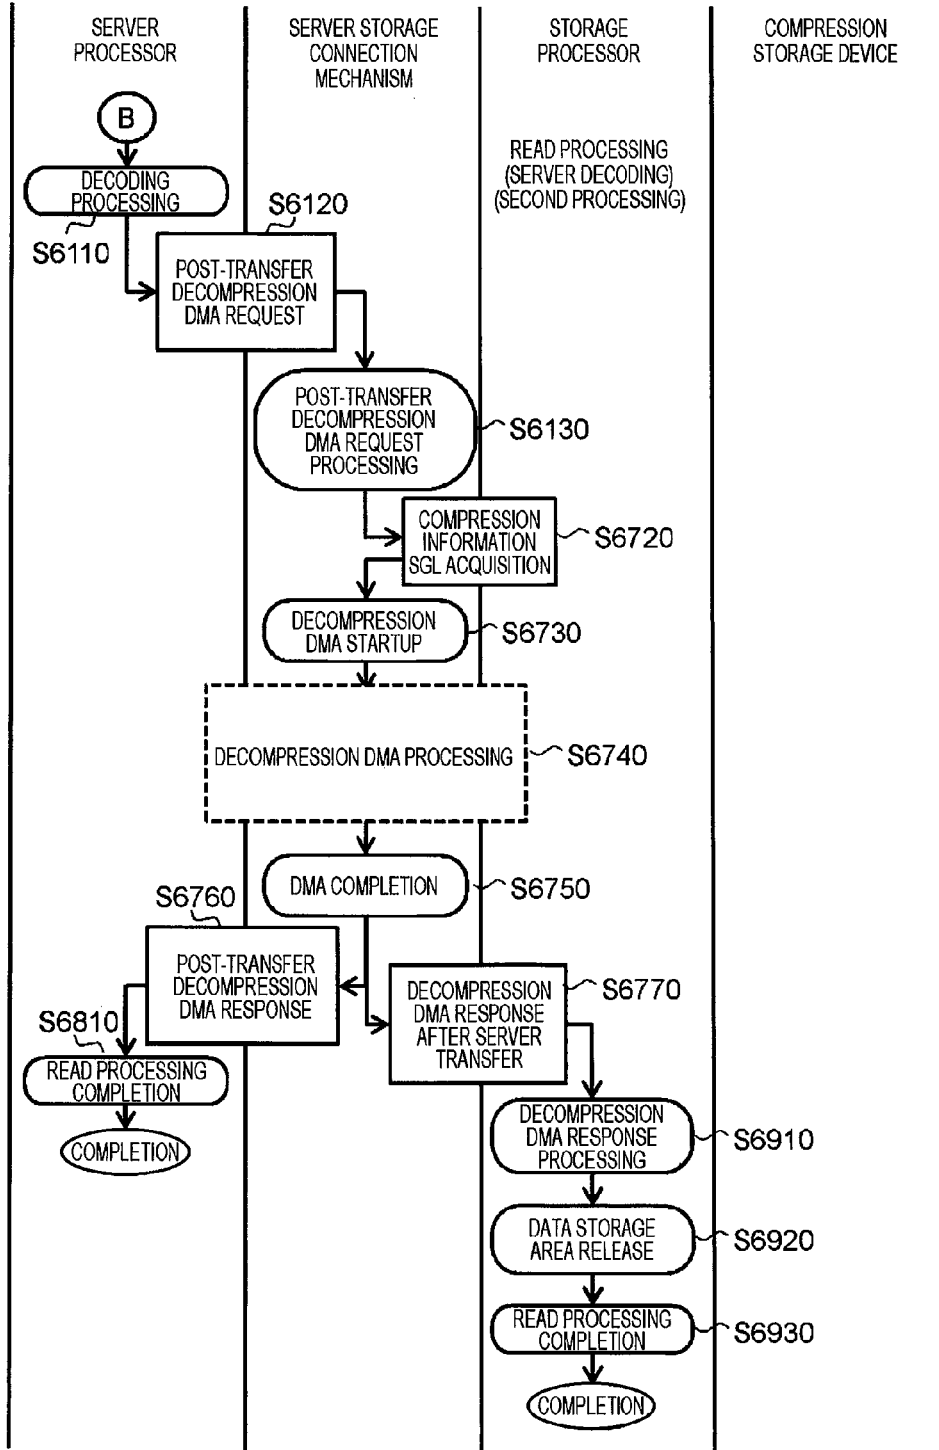 SERVER
PROCESSOR
SERVER STORAGE
CONNECTION
MECHANISM
STORAGE
PROCESSOR
COMPRESSION
STORAGE DEVICE
B
READ PROCESSING
(SERVER DECODING)
(SECOND PROCESSING)
DECODING
PROCESSING
S6110
S6120
POST-TRANSFER
DECOMPRESSION
DMA REQUEST
POST-TRANSFER
DECOMPRESSION
DMA REQUEST
PROCESSING
S6130
COMPRESSION
INFORMATION
SGL ACQUISITION
S6720
DECOMPRESSION
DMA STARTUP
S6730
DECOMPRESSION DMA PROCESSING
S6740
DMA COMPLETION
S6750
S6760
POST-TRANSFER
DECOMPRESSION
DMA RESPONSE
DECOMPRESSION
DMA RESPONSE
AFTER SERVER
TRANSFER
S6770
S6810
READ PROCESSING
COMPLETION
COMPLETION
DECOMPRESSION
DMA RESPONSE
PROCESSING
S6910
DATA STORAGE
AREA RELEASE
S6920
READ PROCESSING
COMPLETION
S6930
COMPLETION